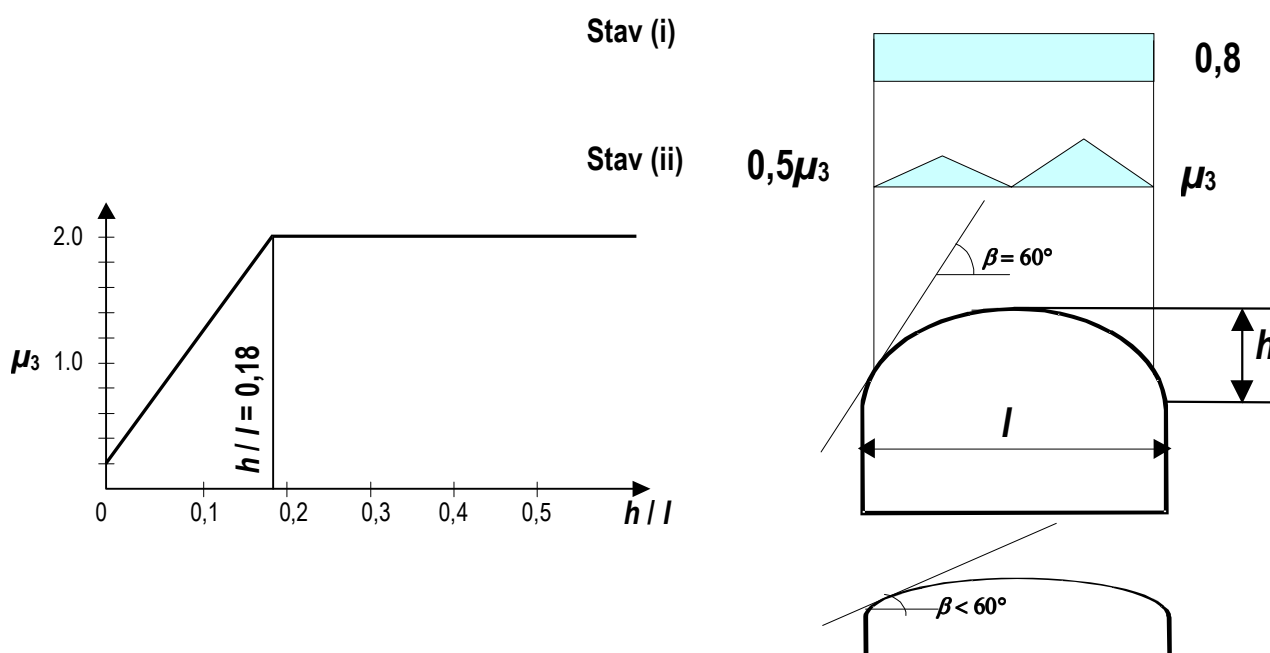 Stav (i)
0,8
Stav (ii)
0,5μ3
μ3
β = 60°
2.0
μ3 1.0
h / l = 0,18
0 0,1 0,2 0,3 0,4 0,5 h / l
h
l
β < 60°